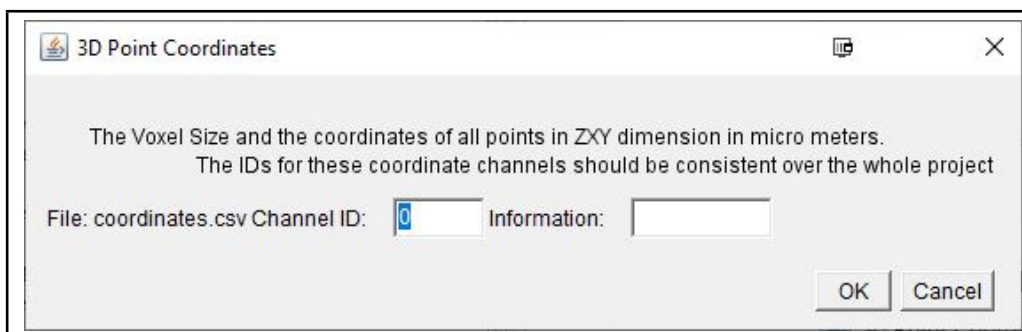 3D Point Coordinates
The Voxel Size and the coordinates of all points in ZXY dimension in micro meters.
The IDs for these coordinate channels should be consistent over the whole project
File: coordinates.csv Channel ID: 0 Information:
OK Cancel